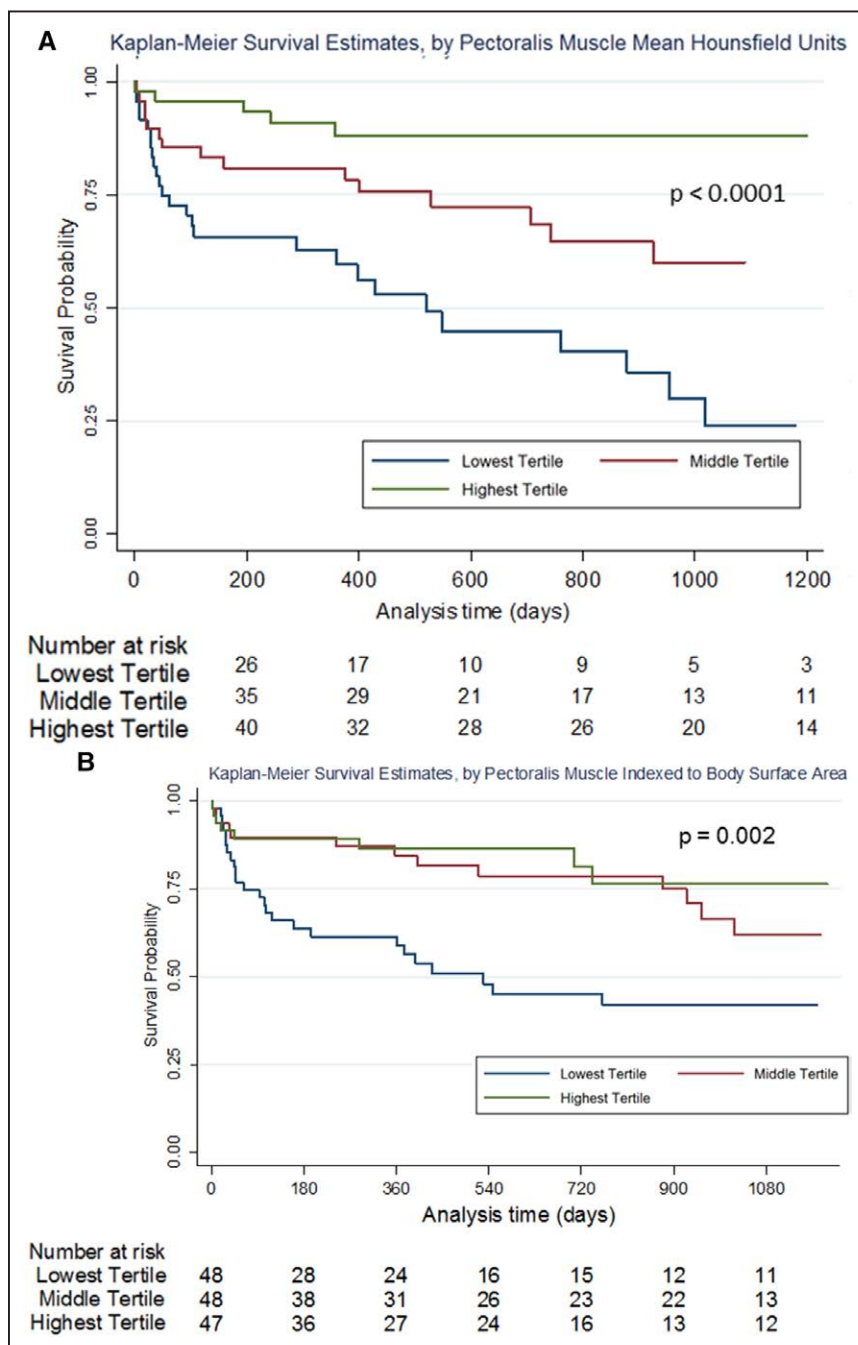 A
Kaplan-Meier Survival Estimates, by Pectoralis Muscle Mean Hounsfield Units
1.00
0.75
0.50
0.25
0.00
Suvival Probability
p < 0.0001
Lowest Tertile
Middle Tertile
Highest Tertile
0 200 400 600 800 1000 1200
Analysis time (days)
Number at risk
Lowest Tertile 26 17 10 9 5 3
Middle Tertile 35 29 21 17 13 11
Highest Tertile 40 32 28 26 20 14
B
Kaplan-Meier Survival Estimates, by Pectoralis Muscle Indexed to Body Surface Area
1.00
0.75
0.50
0.25
0.00
Survival Probability
p = 0.002
Lowest Tertile
Middle Tertile
Highest Tertile
0 180 360 540 720 900 1080
Analysis time (days)
Number at risk
Lowest Tertile 48 28 24 16 15 12 11
Middle Tertile 48 38 31 26 23 22 13
Highest Tertile 47 36 27 24 16 13 12